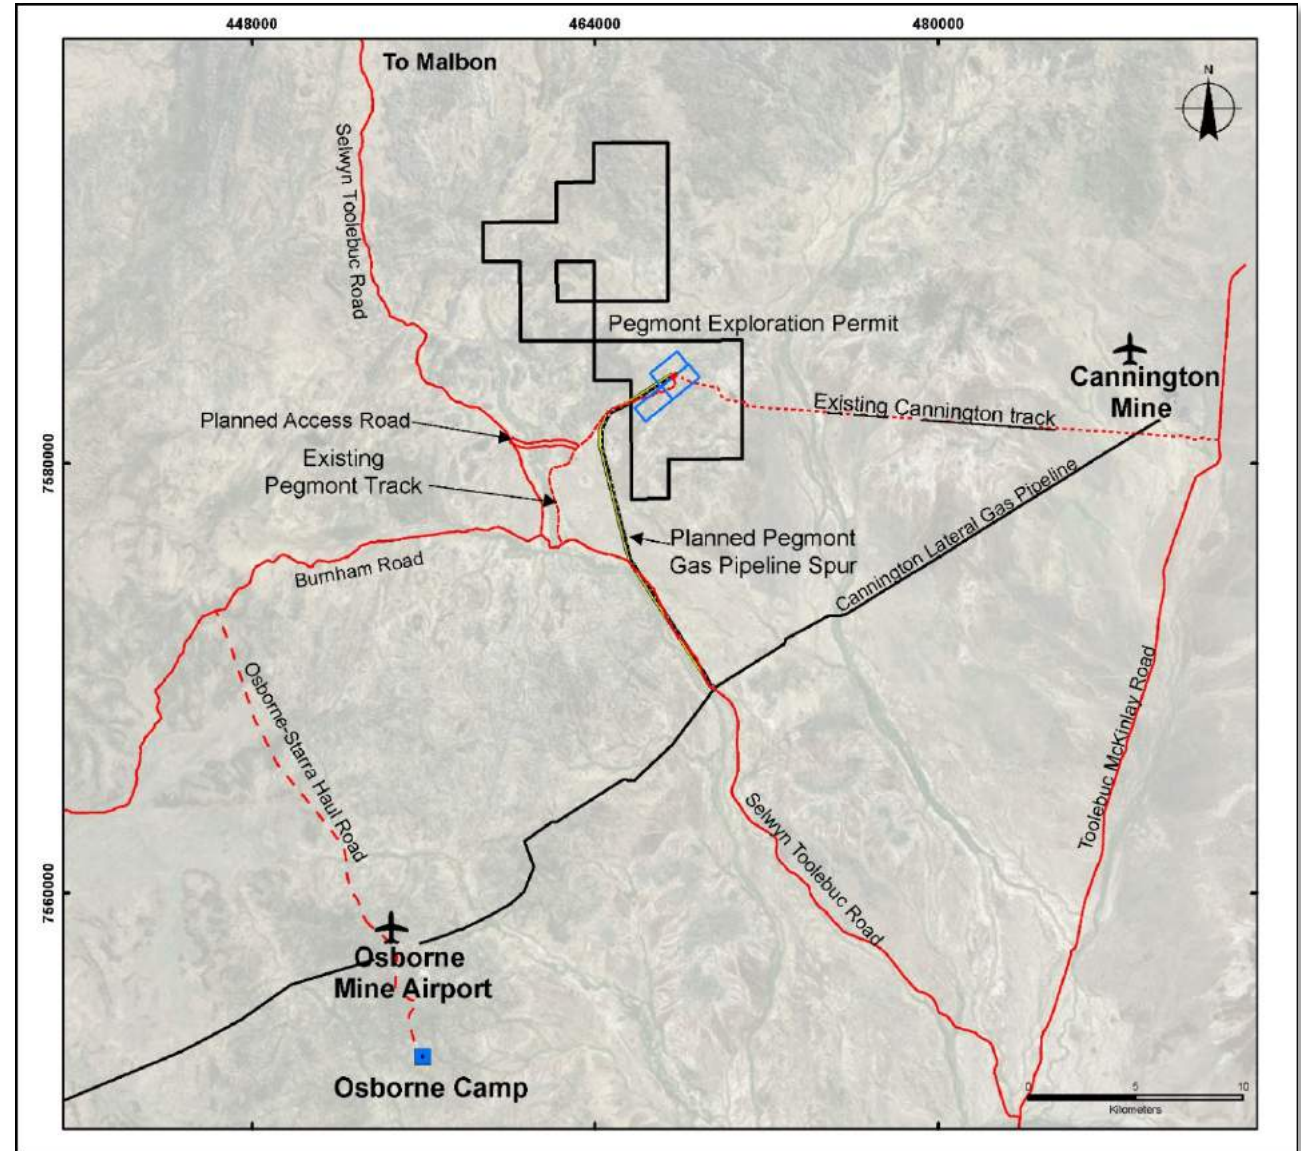 448000
464000
480000
To Malbon
N
Selwyn Toolebuc Road
Pegmont Exploration Permit
Cannington
Mine
Existing Cannington track
Planned Access Road
Existing
Pegmont Track
7580000
Planned Pegmont
Gas Pipeline Spur
Cannington Lateral Gas Pipeline
Burnham Road
Osborne-Starra Haul Road
Toolebuc McKinlay Road
Selwyn Toolebuc Road
7560000
Osborne
Mine Airport
Osborne Camp
0 5 10
Kilometers